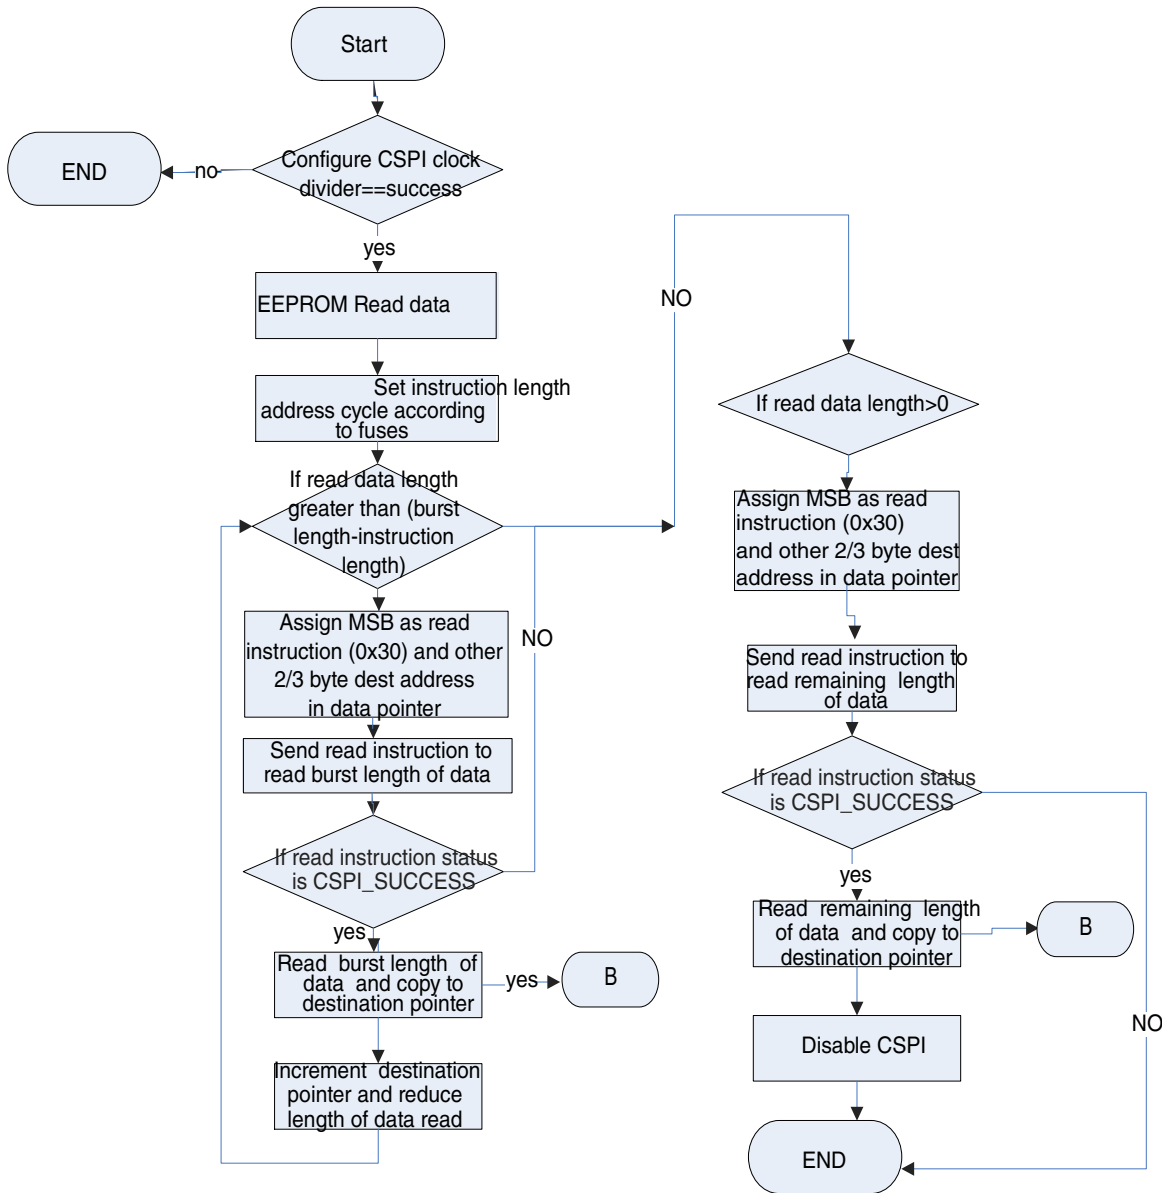 Start
Configure CSPI clock
divider==success
no
END
yes
EEPROM Read data
Set instruction length
address cycle according
to fuses
If read data length
greater than (burst
length-instruction
length)
Assign MSB as read
instruction (0x30) and other
2/3 byte dest address
in data pointer
NO
Send read instruction to
read burst length of data
If read instruction status
is CSPI_SUCCESS
yes
Read burst length of
data and copy to
destination pointer
yes
B
Increment destination
pointer and reduce
length of data read
NO
If read data length>0
Assign MSB as read
instruction (0x30)
and other 2/3 byte dest
address in data pointer
Send read instruction to
read remaining length
of data
If read instruction status
is CSPI_SUCCESS
yes
Read remaining length
of data and copy to
destination pointer
B
NO
Disable CSPI
END